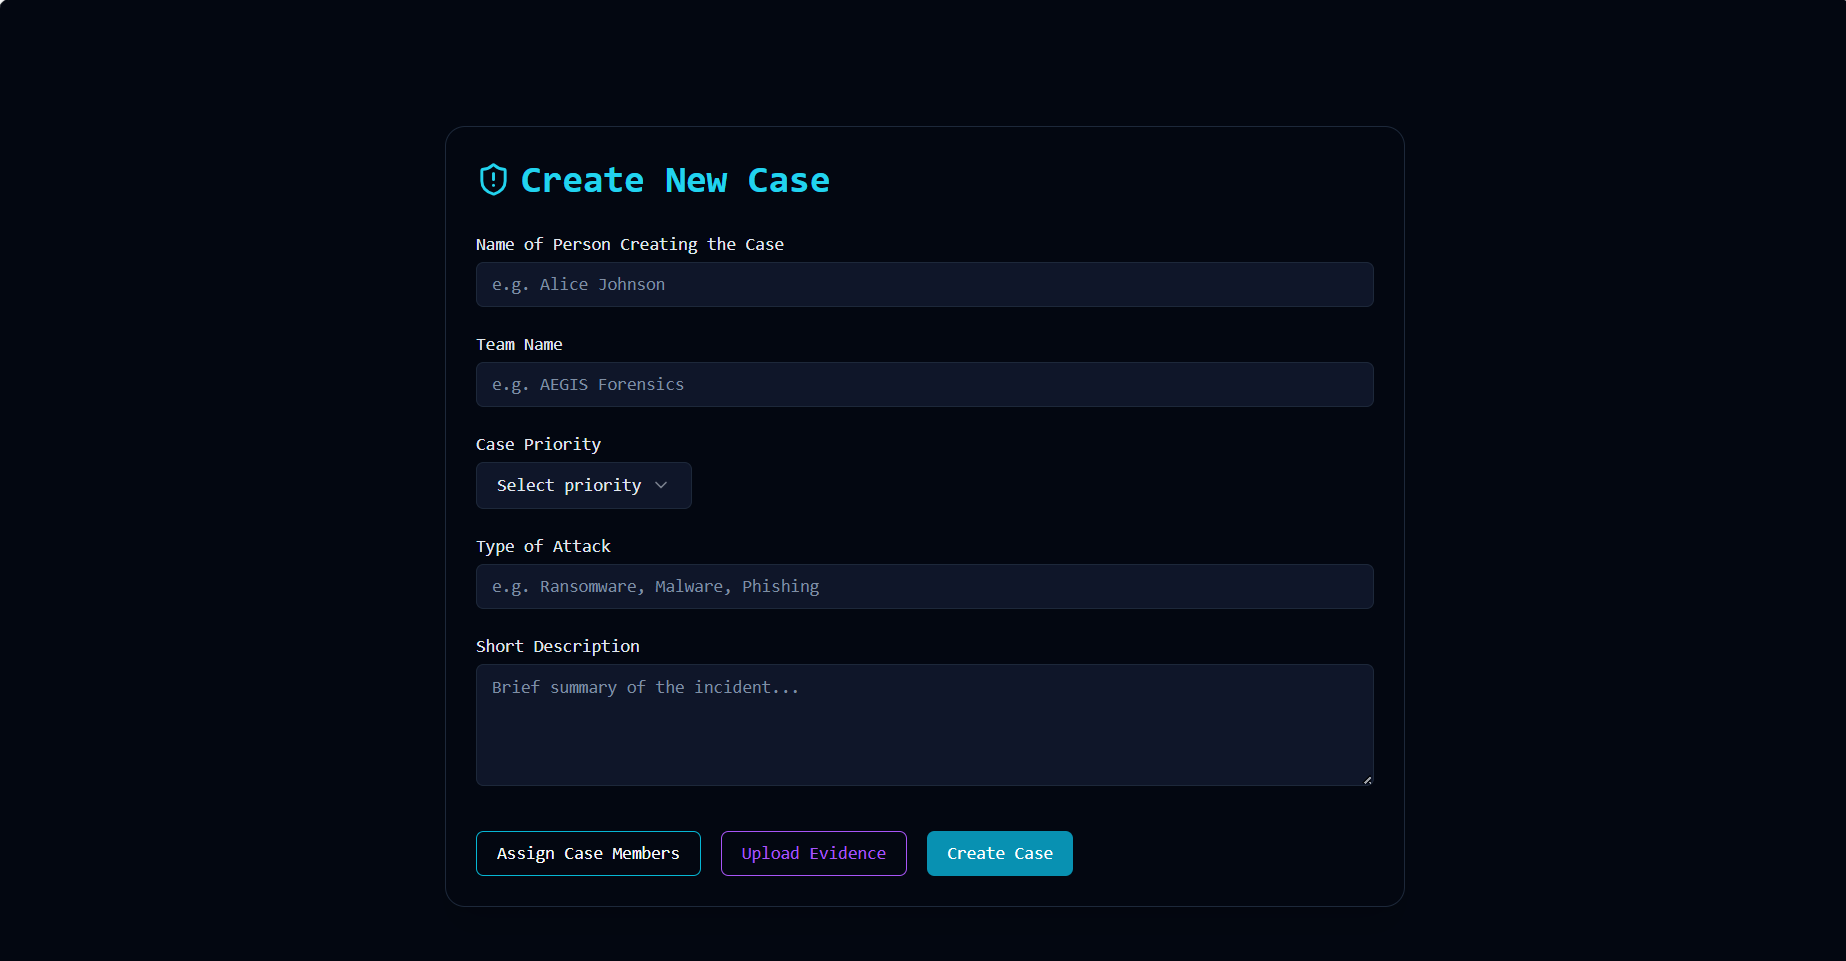 Create New Case
Name of Person Creating the Case
e.g. Alice Johnson
Team Name
e.g. AEGIS Forensics
Case Priority
Select priority
Type of Attack
e.g. Ransomware, Malware, Phishing
Short Description
Brief summary of the incident...
Assign Case Members
Upload Evidence
Create Case